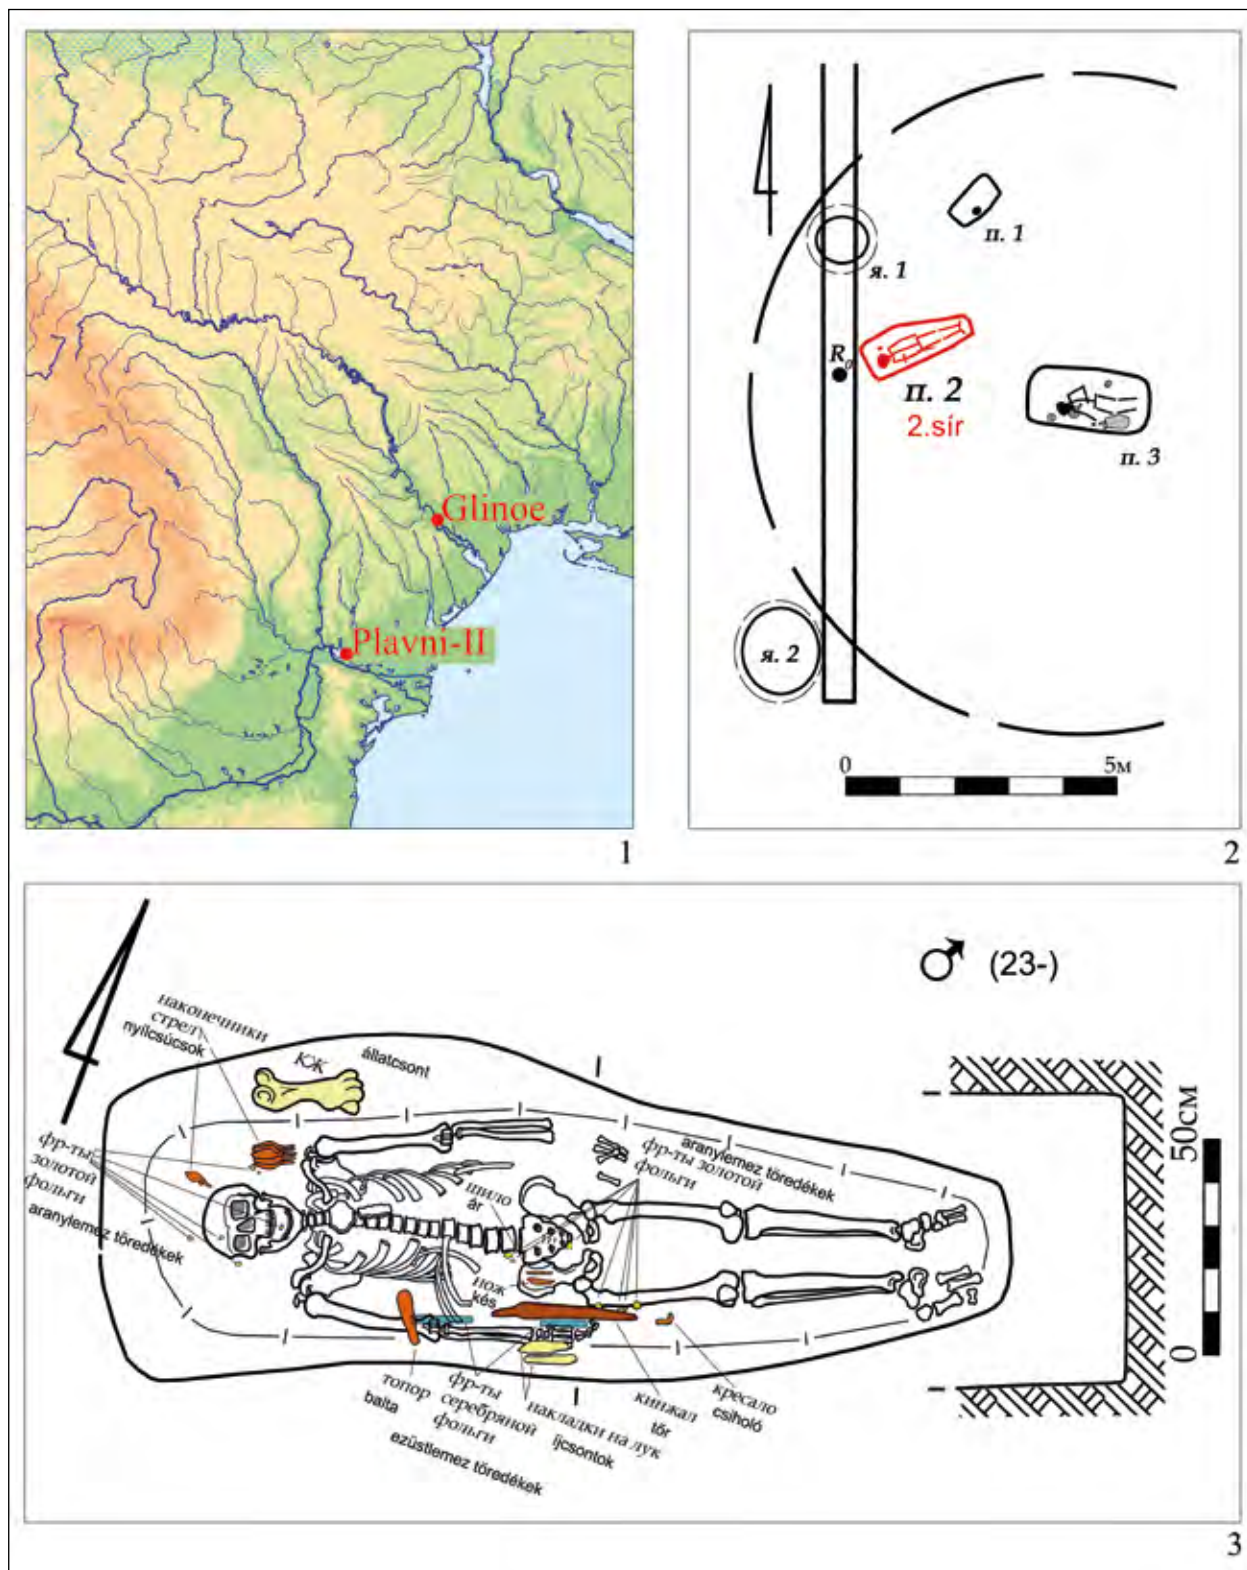 Glinoe
Plavni-II
1
п. 1
я. 1
R₀
п. 2
2.sír
п. 3
я. 2
0
5м
2
(23-)
наконечники
стрел
nyílcsúcsok
КЖ
állatcsont
фр-ты
золотой
фольги
aranylemez töredékek
шило
ár
aranylemez töredékek
фр-ты золотой
фольги
нож
kés
топор
balta
фр-ты
серебряной
фольги
ezüstlemez töredékek
накладки на лук
íjcsontok
кинжал
tőr
кресало
csiholó
50см
0
3